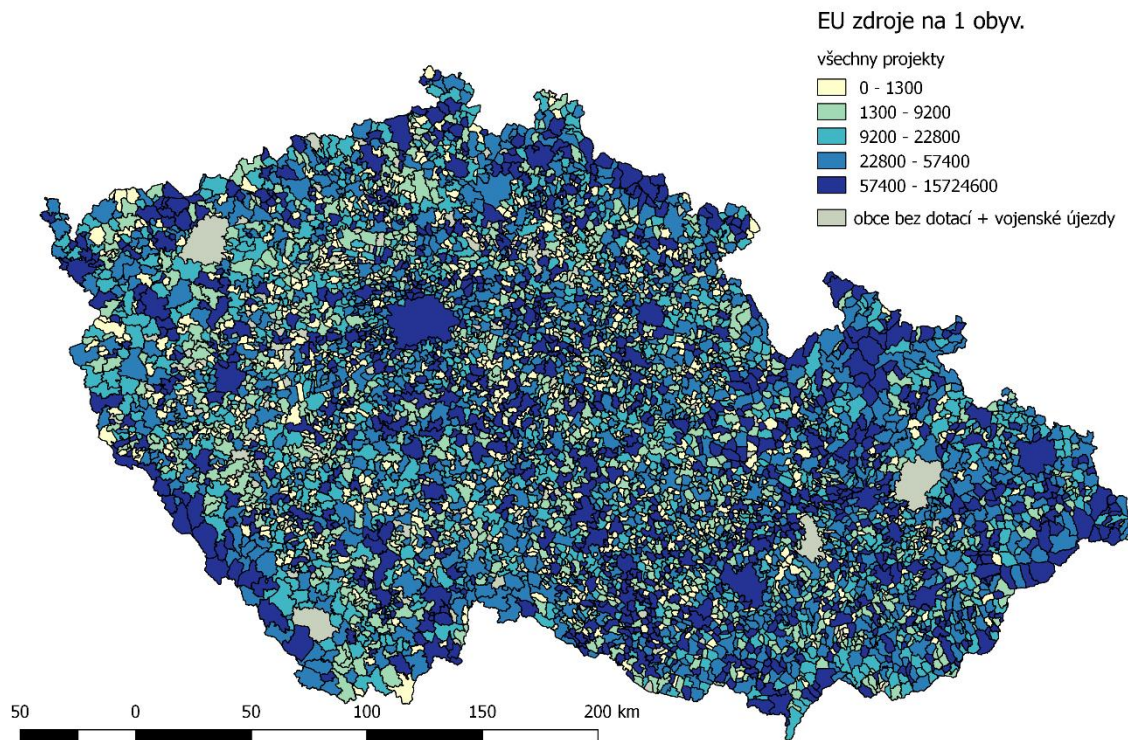 EU zdroje na 1 obyv.
všechny projekty
0 - 1300
1300 - 9200
9200 - 22800
22800 - 57400
57400 - 15724600
obce bez dotací + vojenské újezdy
50 0 50 100 150 200 km